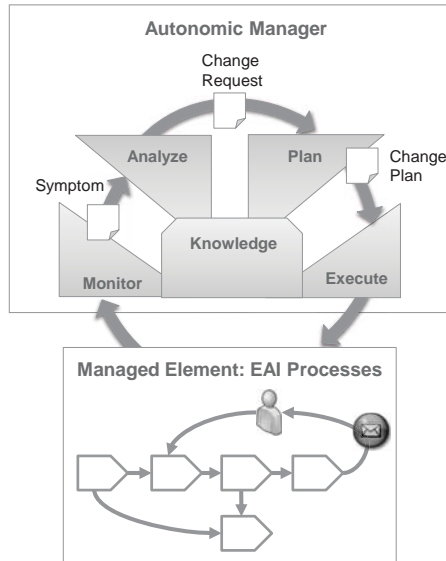 Autonomic Manager
Change
Request
Analyze
Plan
Change
Plan
Symptom
Knowledge
Monitor
Execute
Managed Element: EAI Processes